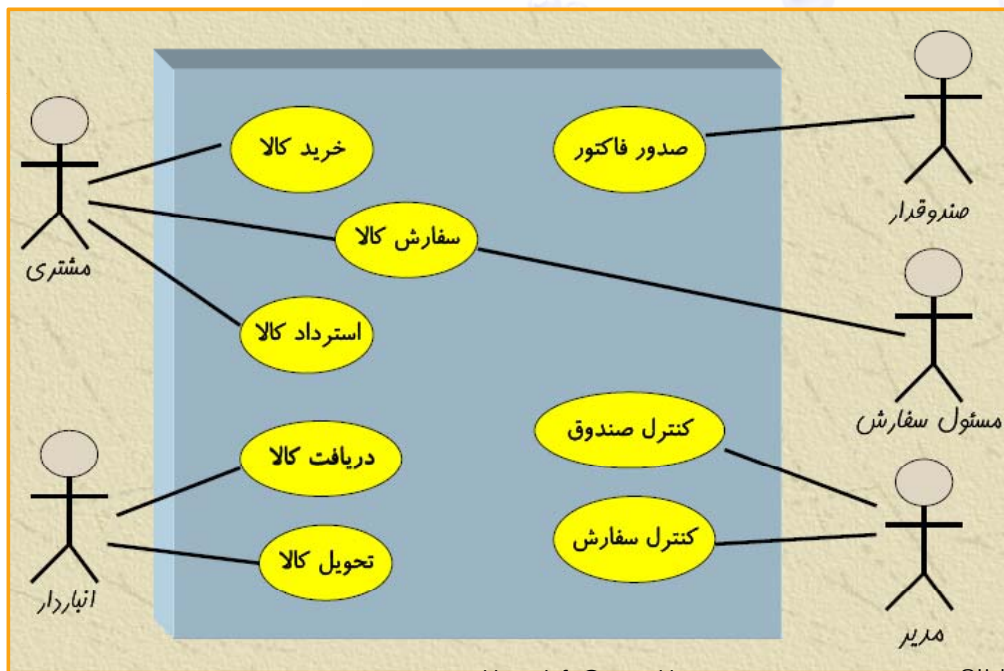 خرید کالا
صدور فاکتور
صندوقدار
سفارش کالا
مشتری
استرداد کالا
مسئول سفارش
کنترل صندوق
دریافت کالا
کنترل سفارش
تحویل کالا
انباردار
مدیر